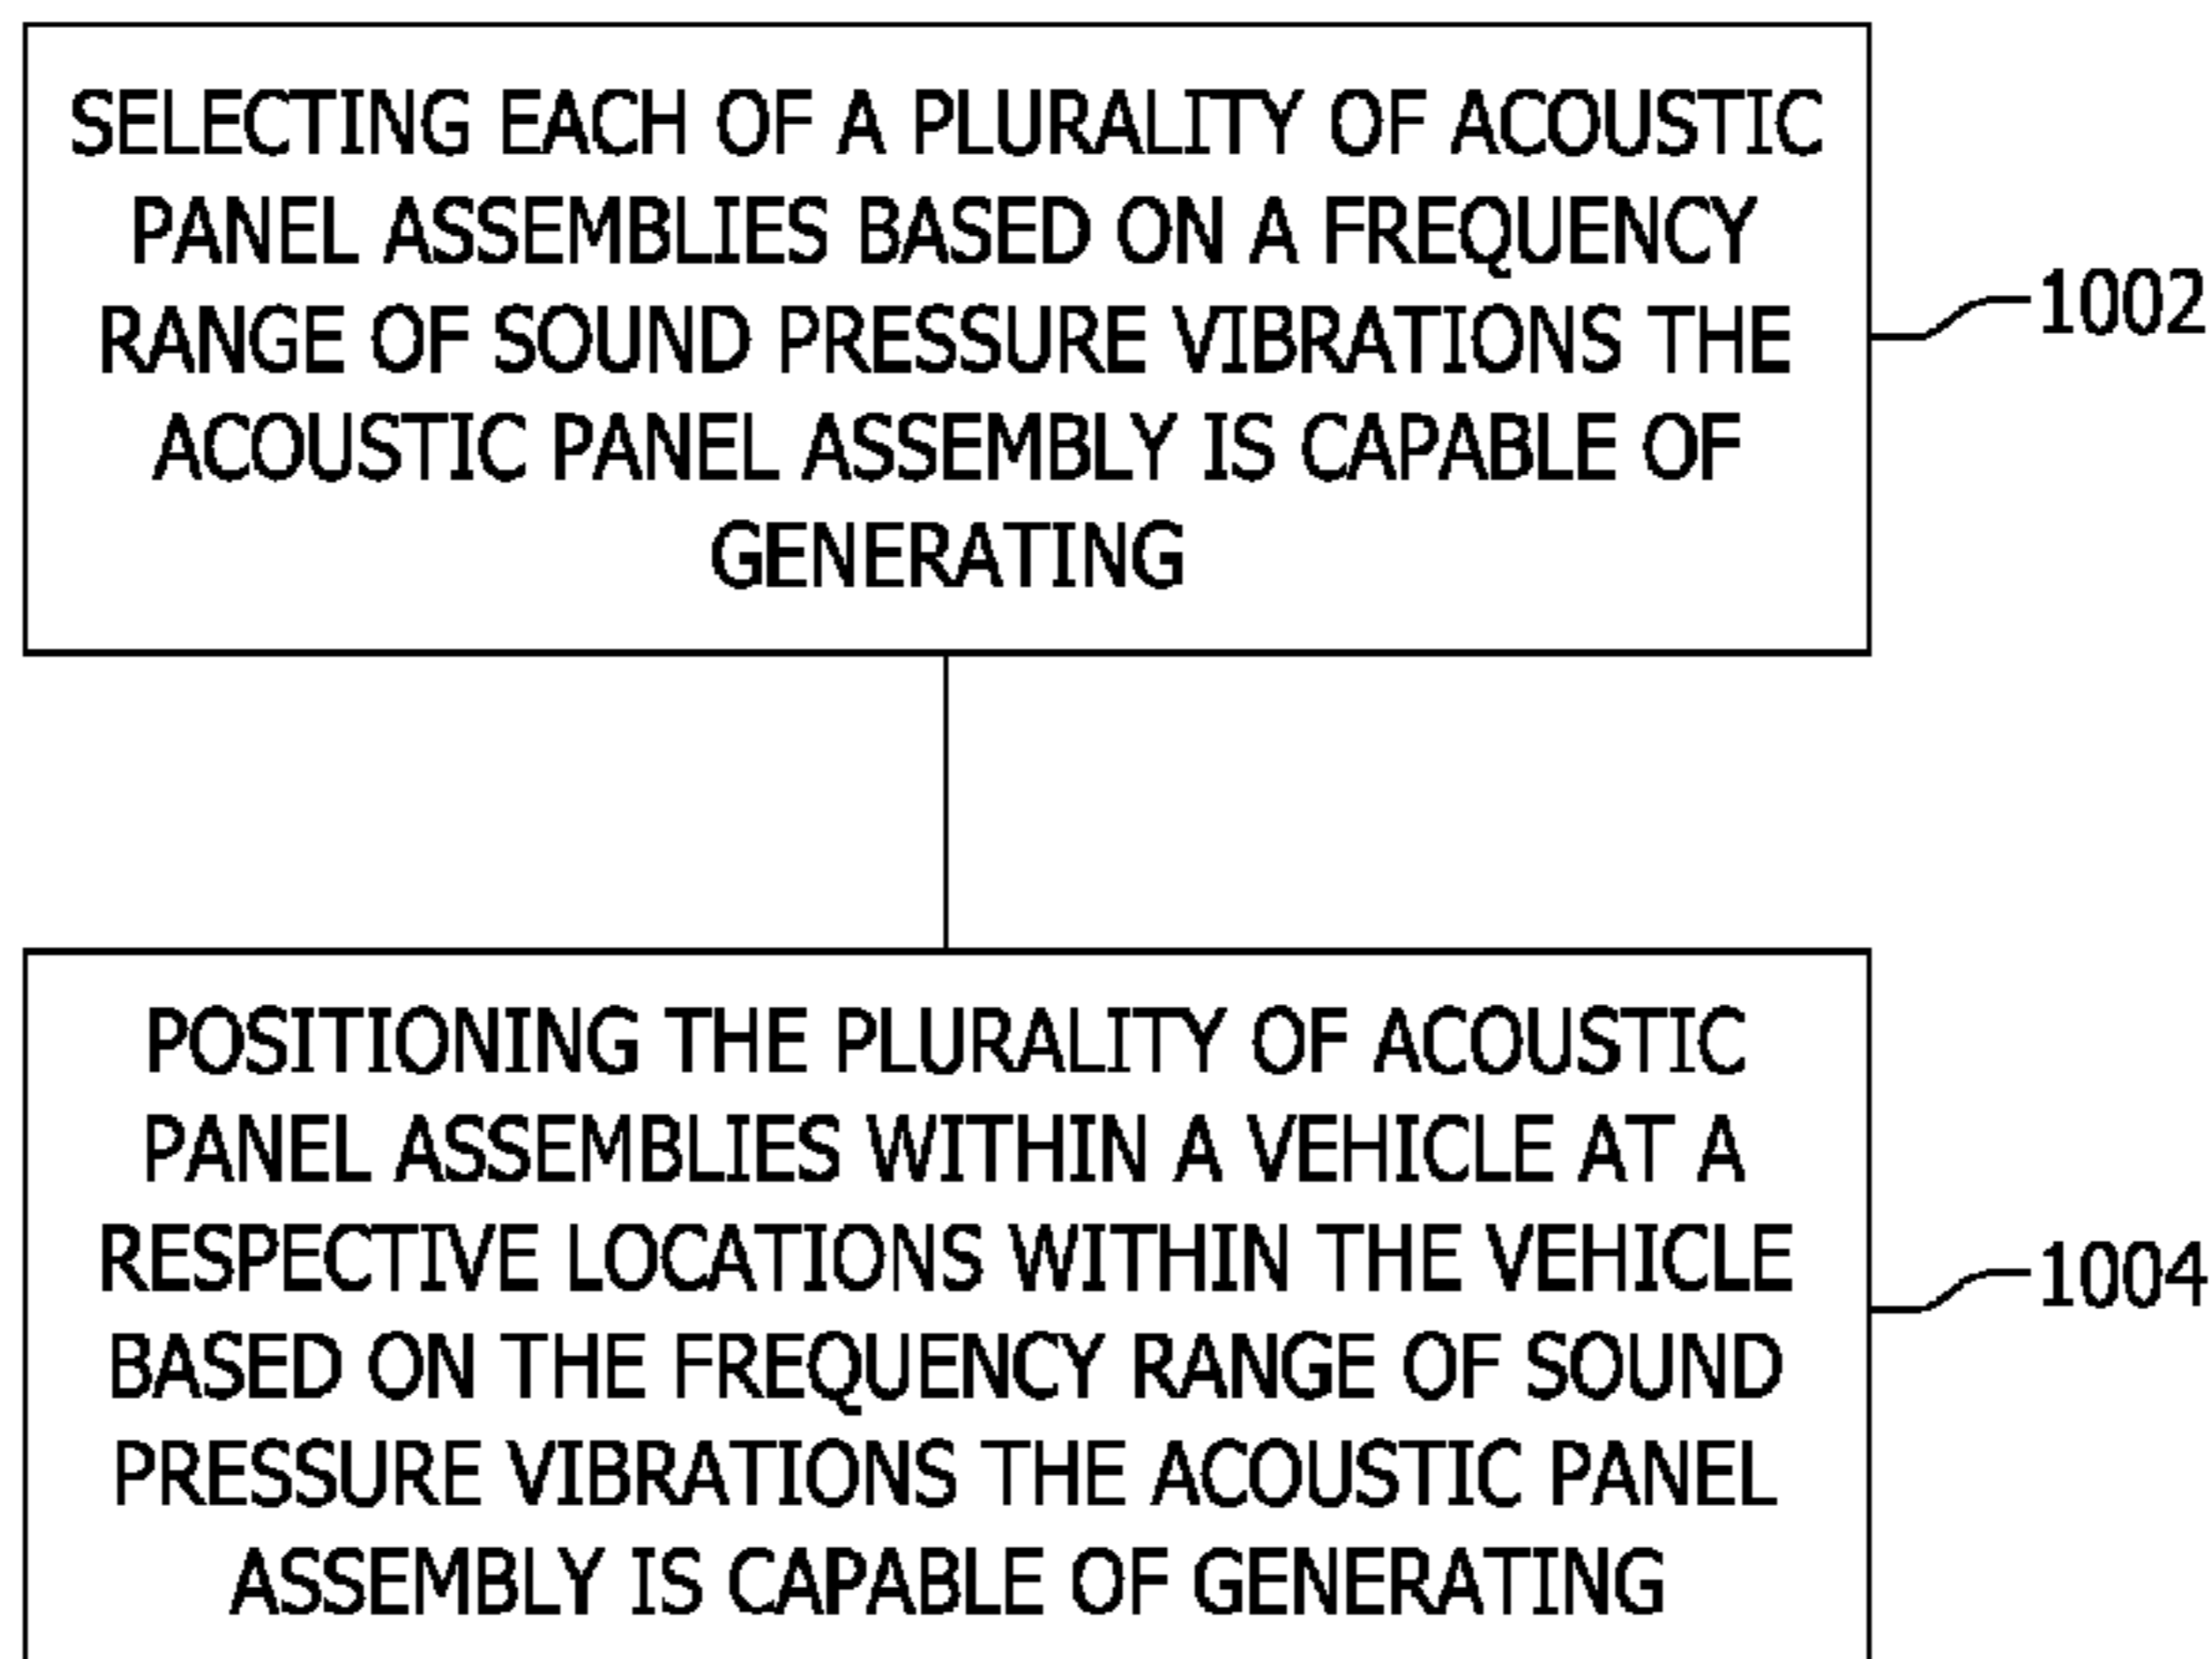 SELECTING EACH OF A PLURALITY OF ACOUSTIC
PANEL ASSEMBLIES BASED ON A FREQUENCY
RANGE OF SOUND PRESSURE VIBRATIONS THE
ACOUSTIC PANEL ASSEMBLY IS CAPABLE OF
GENERATING
1002
POSITIONING THE PLURALITY OF ACOUSTIC
PANEL ASSEMBLIES WITHIN A VEHICLE AT A
RESPECTIVE LOCATIONS WITHIN THE VEHICLE
BASED ON THE FREQUENCY RANGE OF SOUND
PRESSURE VIBRATIONS THE ACOUSTIC PANEL
ASSEMBLY IS CAPABLE OF GENERATING
1004